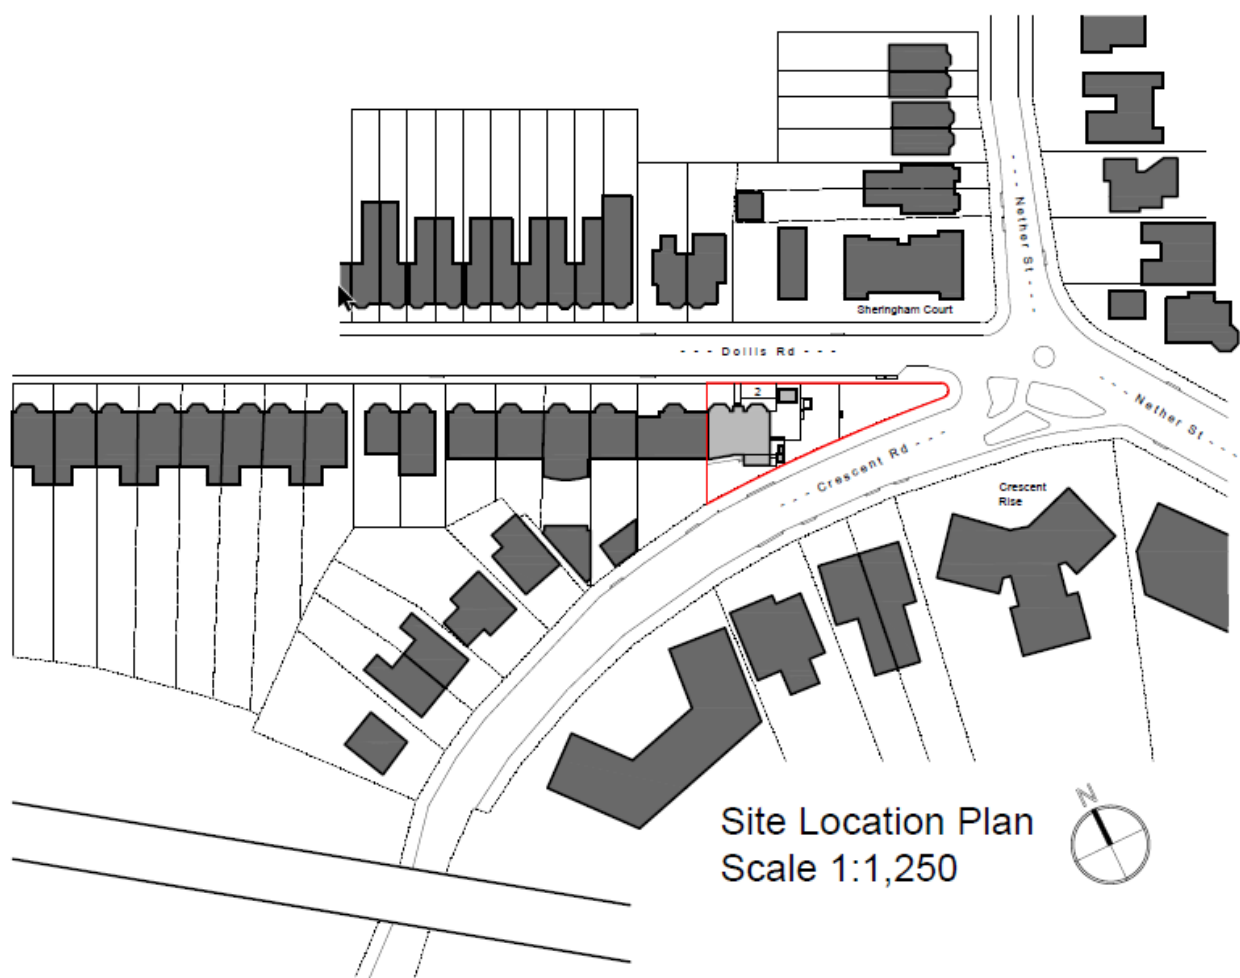 Nether St
Sheringham Court
- - - Dollis Rd - - -
2
Nether St
- - - Crescent Rd - - -
Crescent
Rise
Site Location Plan
Scale 1:1,250
N